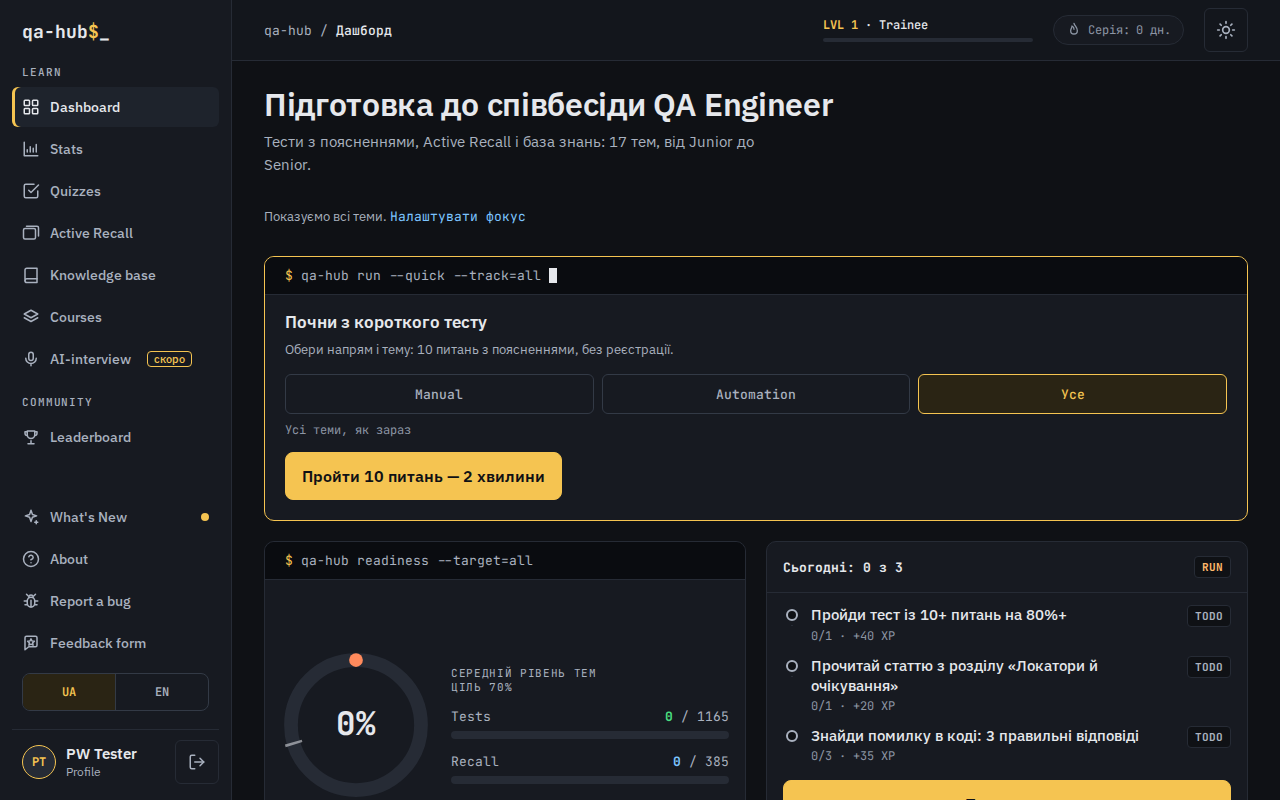 qa-hub$_
LEARN
Dashboard
Stats
Quizzes
Active Recall
Knowledge base
Courses
AI-interview скоро
COMMUNITY
Leaderboard
What's New
About
Report a bug
Feedback form
UA EN
PT PW Tester
Profile
qa-hub / Дашборд
LVL 1 · Trainee
Серія: 0 дн.
Підготовка до співбесіди QA Engineer
Тести з поясненнями, Active Recall і база знань: 17 тем, від Junior до
Senior.
Показуємо всі теми. Налаштувати фокус
$ qa-hub run --quick --track=all
Почни з короткого тесту
Обери напрям і тему: 10 питань з поясненнями, без реєстрації.
Manual Automation Усе
Усі теми, як зараз
Пройти 10 питань — 2 хвилини
$ qa-hub readiness --target=all
0%
СЕРЕДНІЙ РІВЕНЬ ТЕМ
ЦІЛЬ 70%
Tests 0 / 1165
Recall 0 / 385
Сьогодні: 0 з 3 RUN
Пройди тест із 10+ питань на 80%+ TODO
0/1 · +40 XP
Прочитай статтю з розділу «Локатори й TODO
очікування»
0/1 · +20 XP
Знайди помилку в коді: 3 правильні відповіді TODO
0/3 · +35 XP